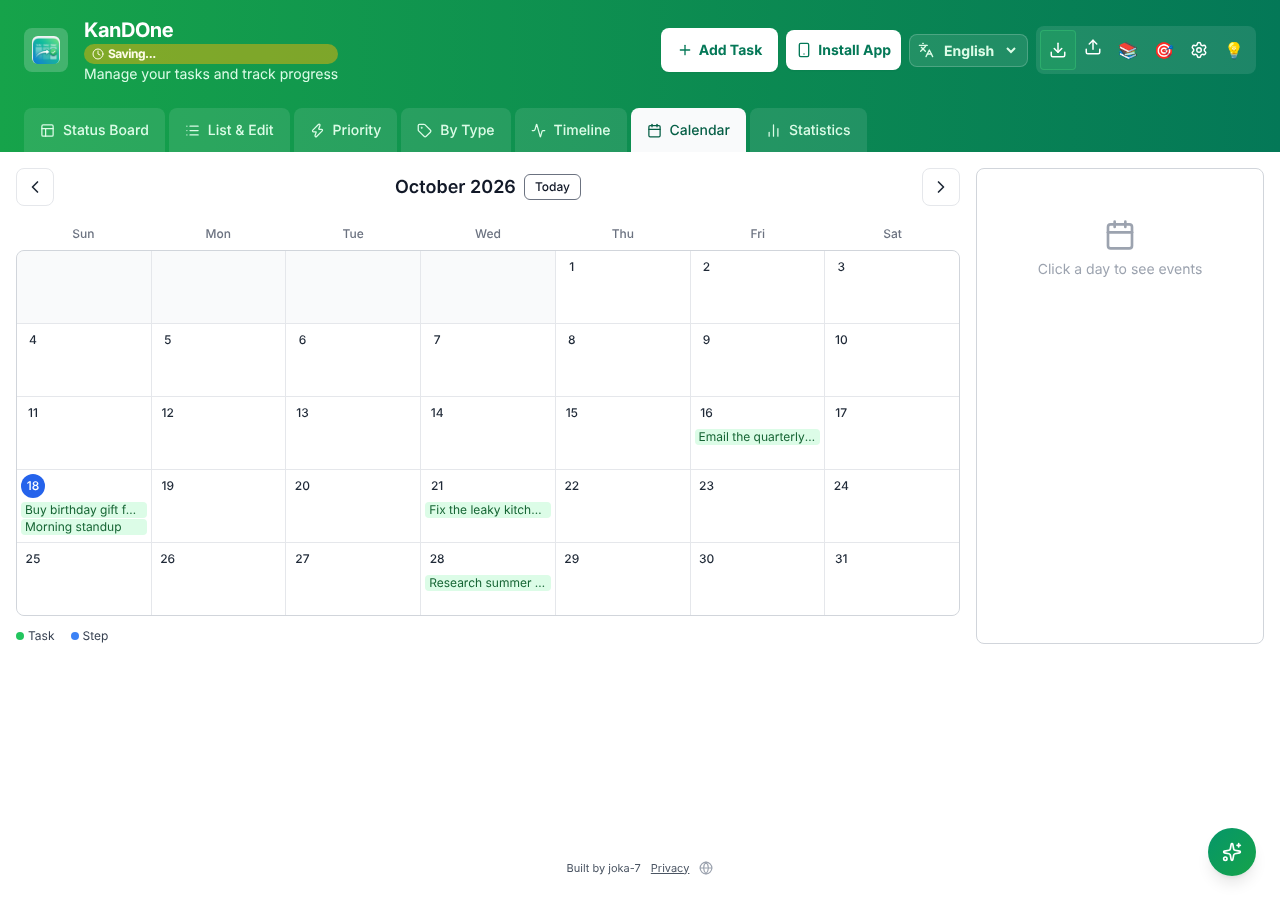 KanDOne
Saving...
Manage your tasks and track progress
Add Task
Install App
English
Status Board
List & Edit
Priority
By Type
Timeline
Calendar
Statistics
October 2026
Today
Sun Mon Tue Wed Thu Fri Sat
1 2 3
4 5 6 7 8 9 10
11 12 13 14 15 16 17
Email the quarterly...
18 19 20 21 22 23 24
Buy birthday gift f... Fix the leaky kitch...
Morning standup
25 26 27 28 29 30 31
Research summer ...
Task Step
Click a day to see events
Built by joka-7 Privacy